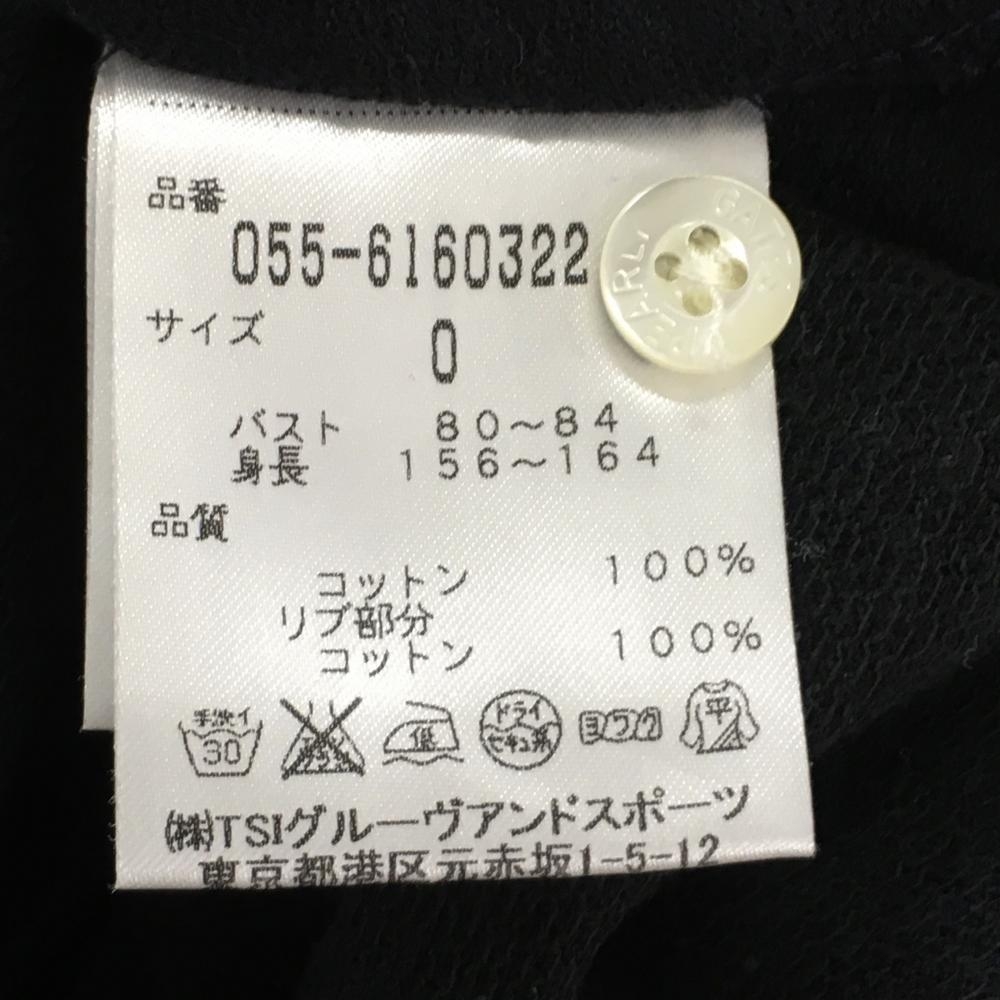 品番
055-6160322
サイズ
0
バスト 80～84
身長 156～164
品質
コットン 100%
リブ部分
コットン 100%
手洗イ 30
低
ドライ セキユ系
ヨワク
平
㈱TSIグルーヴアンドスポーツ
東京都港区元赤坂1-5-12
PEARLY GATES